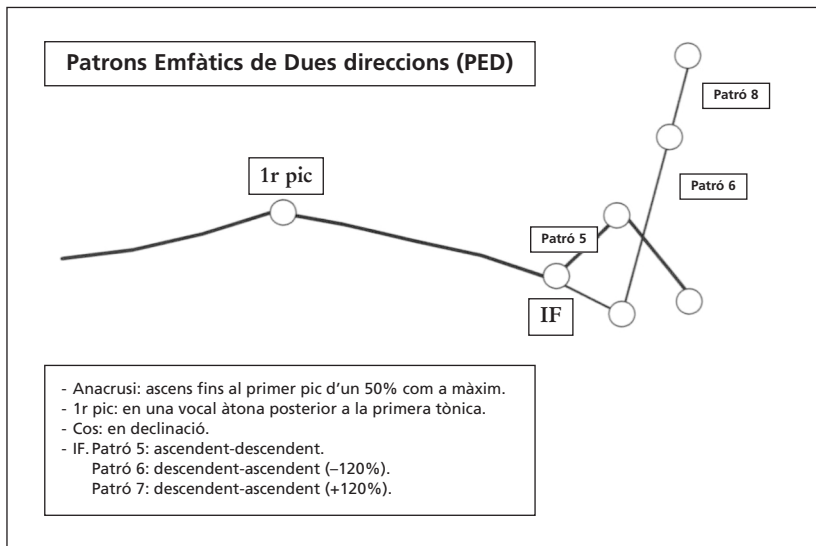 Patrons Emfàtics de Dues direccions (PED)
Patró 8
1r pic
Patró 6
Patró 5
IF
- Anacrusi: ascens fins al primer pic d'un 50% com a màxim.
- 1r pic: en una vocal àtona posterior a la primera tònica.
- Cos: en declinació.
- IF. Patró 5: ascendent-descendent.
Patró 6: descendent-ascendent (–120%).
Patró 7: descendent-ascendent (+120%).